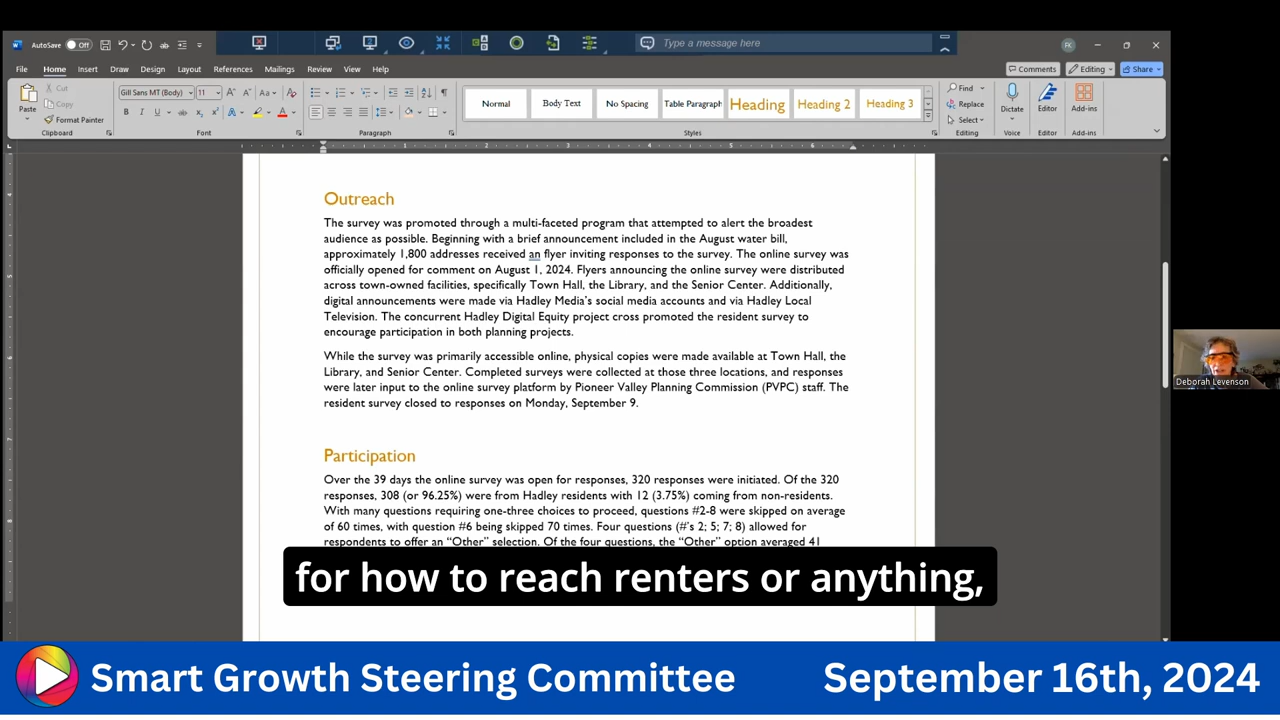 AutoSave Off
Type a message here
FK
File Home Insert Draw Design Layout References Mailings Review View Help
Comments Editing Share
Paste Cut Copy Format Painter
Gill Sans MT (Body) 11
Normal Body Text No Spacing Table Paragraph Heading Heading 2 Heading 3
Find Replace Select Dictate Editor Add-ins
Clipboard Font Paragraph Styles Editing Voice Editor Add-ins
Outreach
The survey was promoted through a multi-faceted program that attempted to alert the broadest
audience as possible. Beginning with a brief announcement included in the August water bill,
approximately 1,800 addresses received an flyer inviting responses to the survey. The online survey was
officially opened for comment on August 1, 2024. Flyers announcing the online survey were distributed
across town-owned facilities, specifically Town Hall, the Library, and the Senior Center. Additionally,
digital announcements were made via Hadley Media's social media accounts and via Hadley Local
Television. The concurrent Hadley Digital Equity project cross promoted the resident survey to
encourage participation in both planning projects.
While the survey was primarily accessible online, physical copies were made available at Town Hall, the
Library, and Senior Center. Completed surveys were collected at those three locations, and responses
were later input to the online survey platform by Pioneer Valley Planning Commission (PVPC) staff. The
resident survey closed to responses on Monday, September 9.
Deborah Levenson
Participation
Over the 39 days the online survey was open for responses, 320 responses were initiated. Of the 320
responses, 308 (or 96.25%) were from Hadley residents with 12 (3.75%) coming from non-residents.
With many questions requiring one-three choices to proceed, questions #2-8 were skipped on average
of 60 times, with question #6 being skipped 70 times. Four questions (#'s 2; 5; 7; 8) allowed for
respondents to offer an "Other" selection. Of the four questions, the "Other" option averaged 41
for how to reach renters or anything,
Smart Growth Steering Committee September 16th, 2024